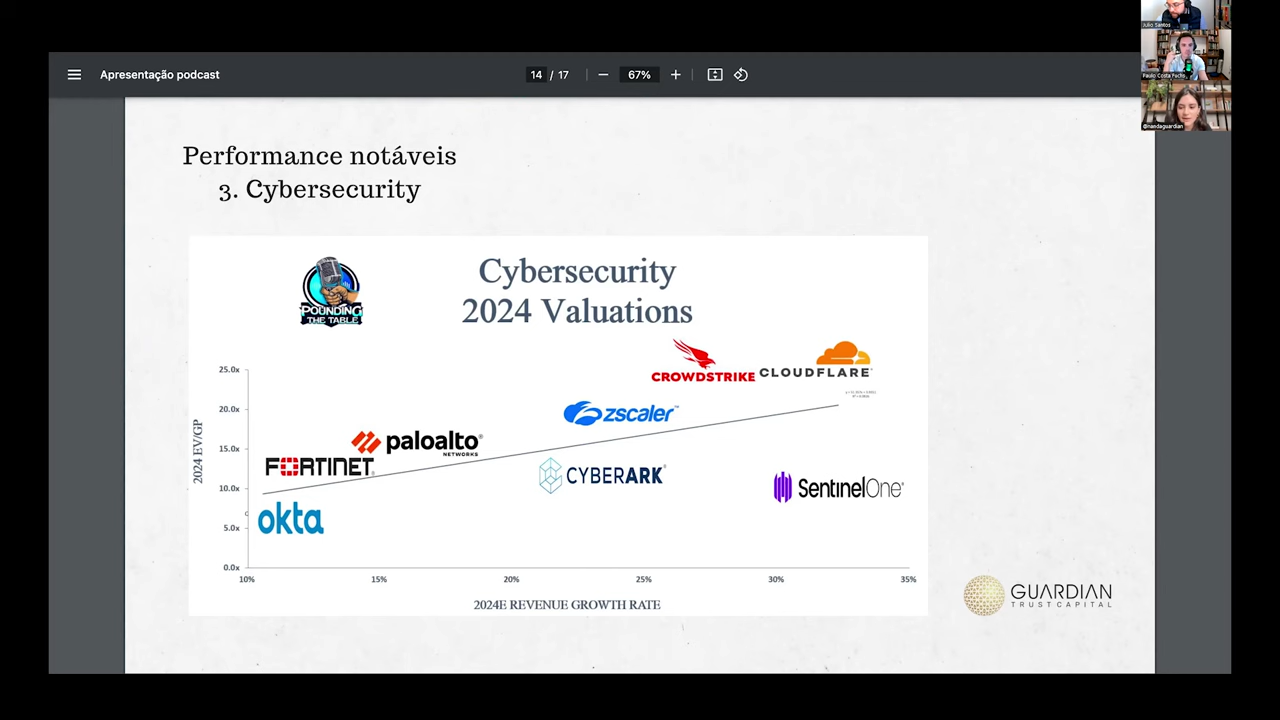 Julio Santos
Paulo Costa Fuchs
@nandaguardian
Apresentação podcast
14 / 17
67%
Performance notáveis
3. Cybersecurity
POUNDING
THE TABLE
Cybersecurity
2024 Valuations
CROWDSTRIKE
CLOUDFLARE
zscaler
paloalto
NETWORKS
FORTINET
CYBERARK
SentinelOne
okta
2024 EV/GP
25.0x
20.0x
15.0x
10.0x
5.0x
0.0x
10%
15%
20%
25%
30%
35%
2024E REVENUE GROWTH RATE
GUARDIAN
TRUST CAPITAL